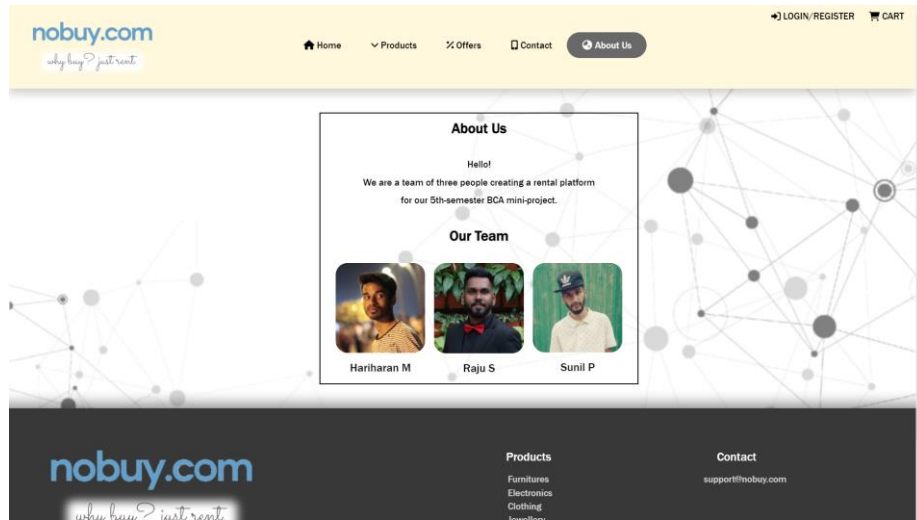 LOGIN/REGISTER CART
nobuy.com
why buy? just rent.
Home Products Offers Contact About Us
About Us
Hello!
We are a team of three people creating a rental platform
for our 5th-semester BCA mini-project.
Our Team
Hariharan M Raju S Sunil P
nobuy.com
why buy? just rent.
Products
Furnitures
Electronics
Clothing
Jewellery
Contact
support@nobuy.com